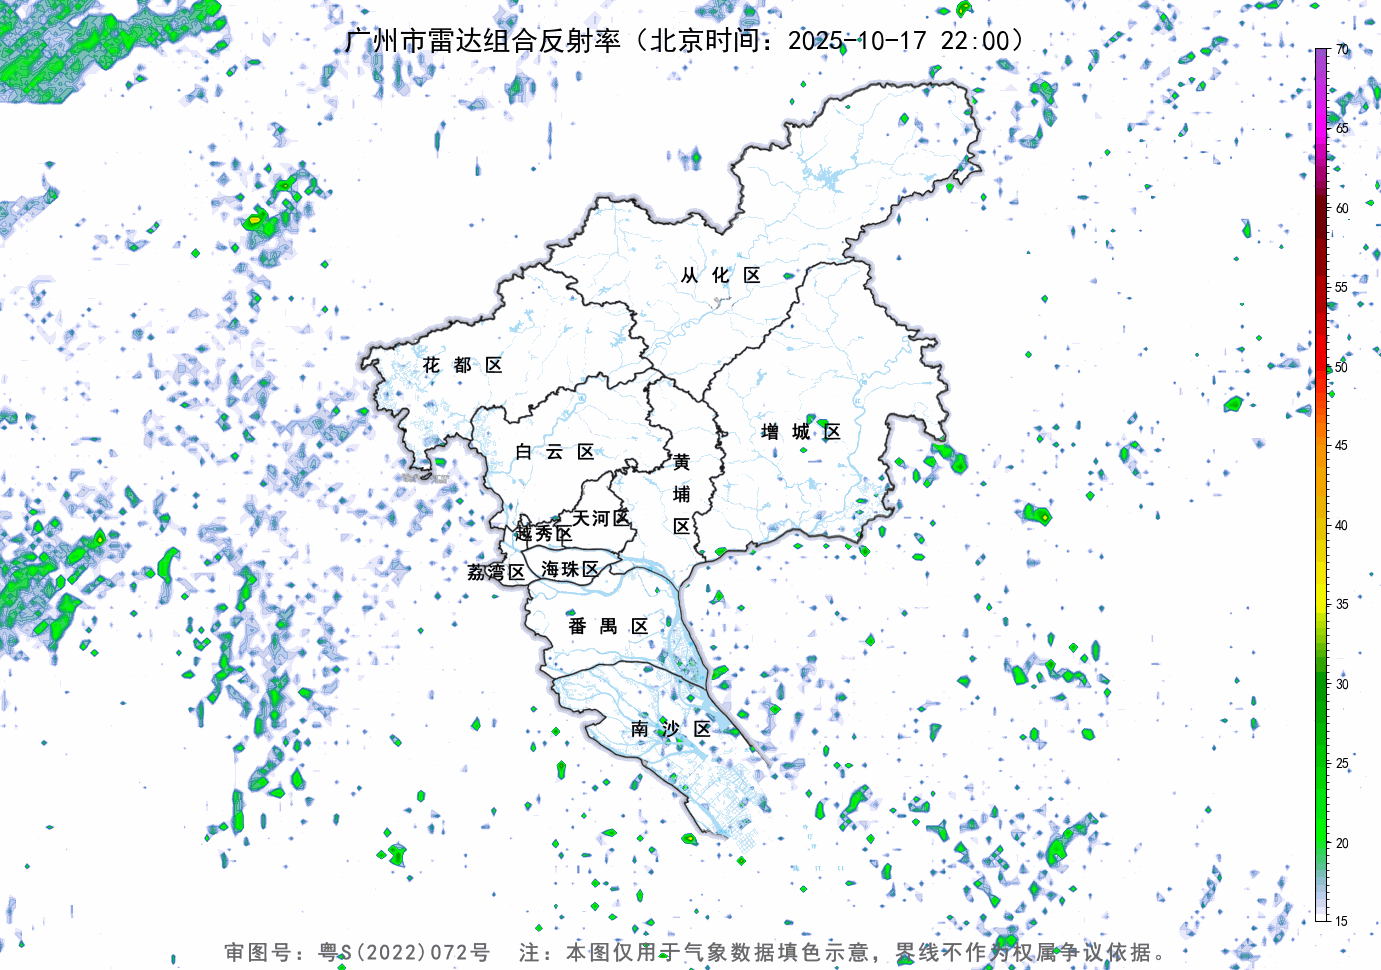 广州市雷达组合反射率（北京时间：2025-10-17 22:00）
70
65
60
55
50
45
40
35
30
25
20
15
从化区
花都区
增城区
白云区
黄埔区
天河区
越秀区
海珠区
荔湾区
番禺区
南沙区
审图号：粤S(2022)072号 注：本图仅用于气象数据填色示意，界线不作为权属争议依据。